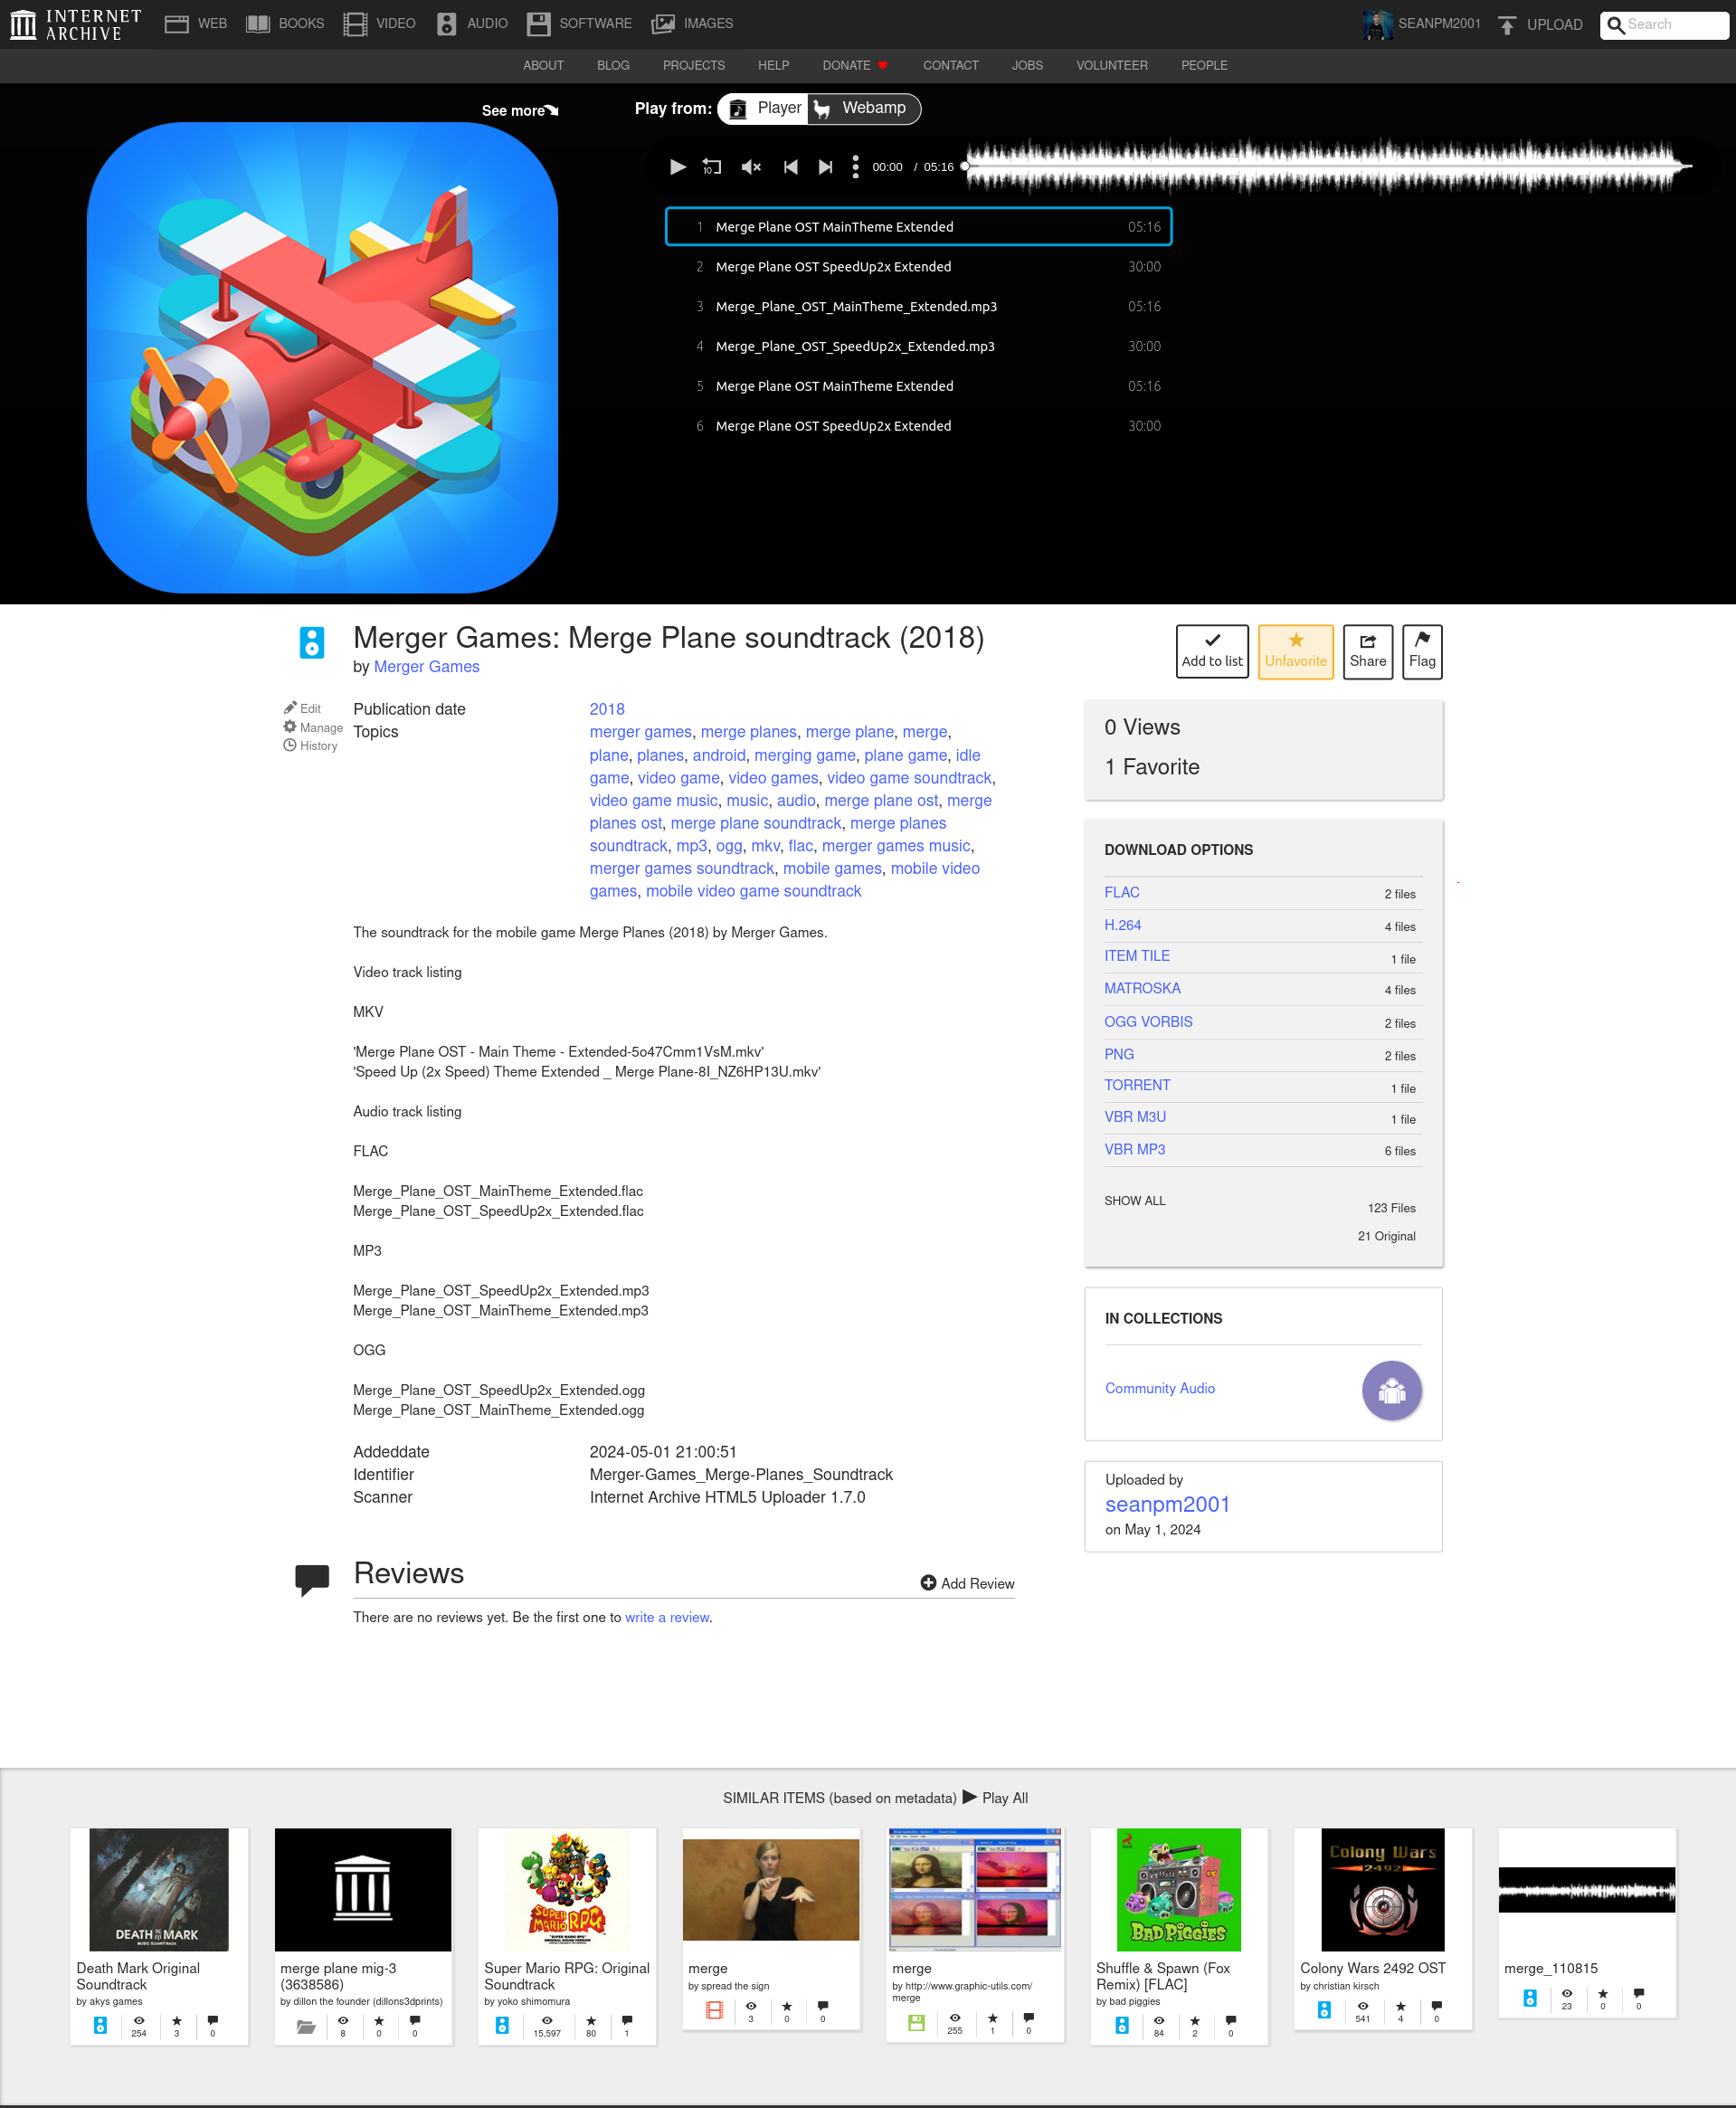 INTERNET ARCHIVE
WEB BOOKS VIDEO AUDIO SOFTWARE IMAGES SEANPM2001 UPLOAD Search
ABOUT BLOG PROJECTS HELP DONATE CONTACT JOBS VOLUNTEER PEOPLE
See more
Play from: Player Webamp
10 00:00 / 05:16
1 Merge Plane OST MainTheme Extended 05:16
2 Merge Plane OST SpeedUp2x Extended 30:00
3 Merge_Plane_OST_MainTheme_Extended.mp3 05:16
4 Merge_Plane_OST_SpeedUp2x_Extended.mp3 30:00
5 Merge Plane OST MainTheme Extended 05:16
6 Merge Plane OST SpeedUp2x Extended 30:00
Merger Games: Merge Plane soundtrack (2018)
by Merger Games
Add to list Unfavorite Share Flag
Edit
Manage
History
Publication date 2018
Topics merger games, merge planes, merge plane, merge,
plane, planes, android, merging game, plane game, idle
game, video game, video games, video game soundtrack,
video game music, music, audio, merge plane ost, merge
planes ost, merge plane soundtrack, merge planes
soundtrack, mp3, ogg, mkv, flac, merger games music,
merger games soundtrack, mobile games, mobile video
games, mobile video game soundtrack
The soundtrack for the mobile game Merge Planes (2018) by Merger Games.
Video track listing
MKV
'Merge Plane OST - Main Theme - Extended-5o47Cmm1VsM.mkv'
'Speed Up (2x Speed) Theme Extended _ Merge Plane-8I_NZ6HP13U.mkv'
Audio track listing
FLAC
Merge_Plane_OST_MainTheme_Extended.flac
Merge_Plane_OST_SpeedUp2x_Extended.flac
MP3
Merge_Plane_OST_SpeedUp2x_Extended.mp3
Merge_Plane_OST_MainTheme_Extended.mp3
OGG
Merge_Plane_OST_SpeedUp2x_Extended.ogg
Merge_Plane_OST_MainTheme_Extended.ogg
Addeddate 2024-05-01 21:00:51
Identifier Merger-Games_Merge-Planes_Soundtrack
Scanner Internet Archive HTML5 Uploader 1.7.0
Reviews
Add Review
There are no reviews yet. Be the first one to write a review.
0 Views
1 Favorite
DOWNLOAD OPTIONS
FLAC 2 files
H.264 4 files
ITEM TILE 1 file
MATROSKA 4 files
OGG VORBIS 2 files
PNG 2 files
TORRENT 1 file
VBR M3U 1 file
VBR MP3 6 files
SHOW ALL 123 Files
21 Original
IN COLLECTIONS
Community Audio
Uploaded by
seanpm2001
on May 1, 2024
SIMILAR ITEMS (based on metadata) Play All
DEATH MARK
Death Mark Original
Soundtrack
by akys games
254 3 0
merge plane mig-3
(3638586)
by dillon the founder (dillons3dprints)
8 0 0
SUPER
MARIO RPG
"SUPER MARIO RPG"
ORIGINAL SOUND VERSION
Super Mario RPG: Original
Soundtrack
by yoko shimomura
15,597 80 1
merge
by spread the sign
3 0 0
merge
by http://www.graphic-utils.com/
merge
255 1 0
BAD PIGGIES
Shuffle & Spawn (Fox
Remix) [FLAC]
by bad piggies
84 2 0
Colony Wars
2492
Colony Wars 2492 OST
by christian kirsch
541 4 0
merge_110815
23 0 0